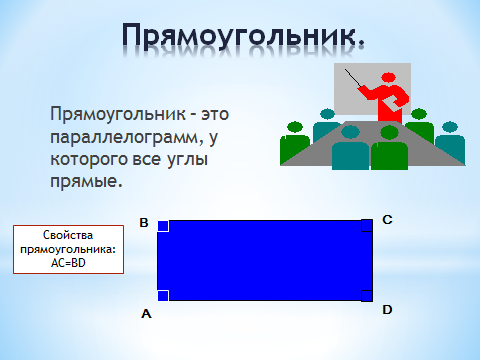 Прямоугольник.
Прямоугольник – это
параллелограмм, у
которого все углы
прямые.
Свойства
прямоугольника:
AC=BD
B
C
A
D